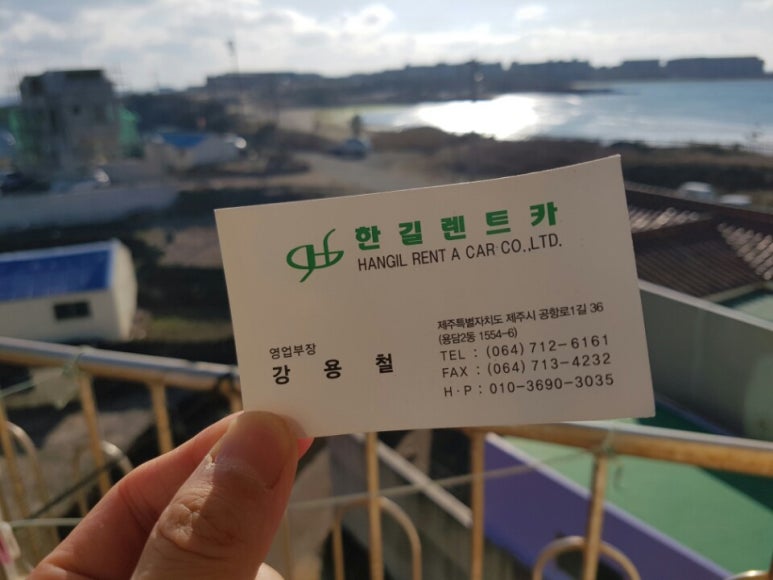 한길렌트카
HANGIL RENT A CAR CO.,LTD.
제주특별자치도 제주시 공항로1길 36
(용담2동 1554-6)
영업부장
강 용 철
TEL : (064) 712-6161
FAX : (064) 713-4232
H·P : 010-3690-3035